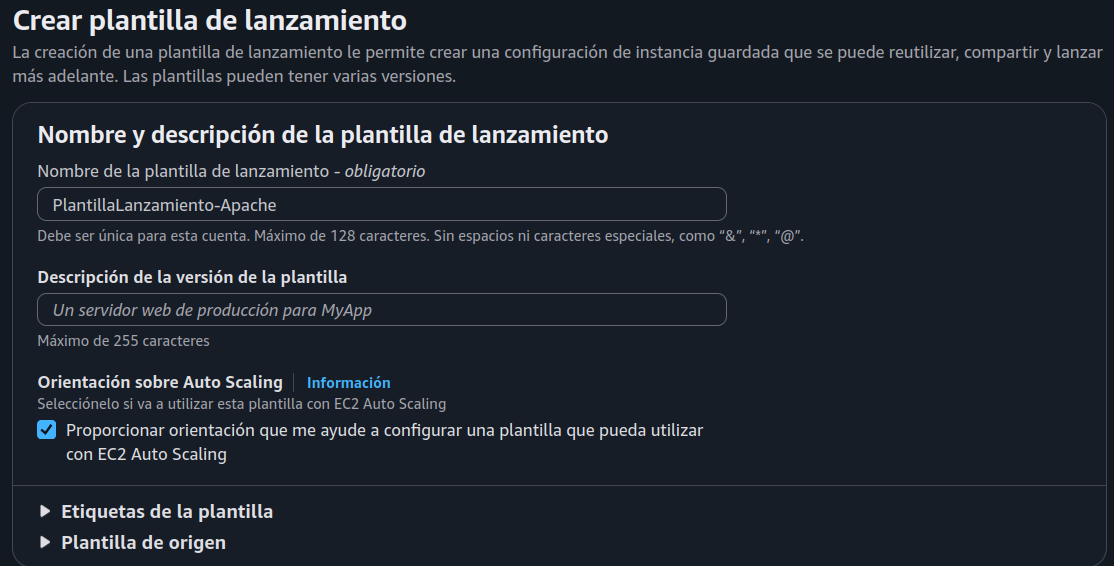 Crear plantilla de lanzamiento
La creación de una plantilla de lanzamiento le permite crear una configuración de instancia guardada que se puede reutilizar, compartir y lanzar
más adelante. Las plantillas pueden tener varias versiones.
Nombre y descripción de la plantilla de lanzamiento
Nombre de la plantilla de lanzamiento - obligatorio
PlantillaLanzamiento-Apache
Debe ser única para esta cuenta. Máximo de 128 caracteres. Sin espacios ni caracteres especiales, como “&”, “*”, “@”.
Descripción de la versión de la plantilla
Un servidor web de producción para MyApp
Máximo de 255 caracteres
Orientación sobre Auto Scaling | Información
Selecciónelo si va a utilizar esta plantilla con EC2 Auto Scaling
Proporcionar orientación que me ayude a configurar una plantilla que pueda utilizar
con EC2 Auto Scaling
Etiquetas de la plantilla
Plantilla de origen